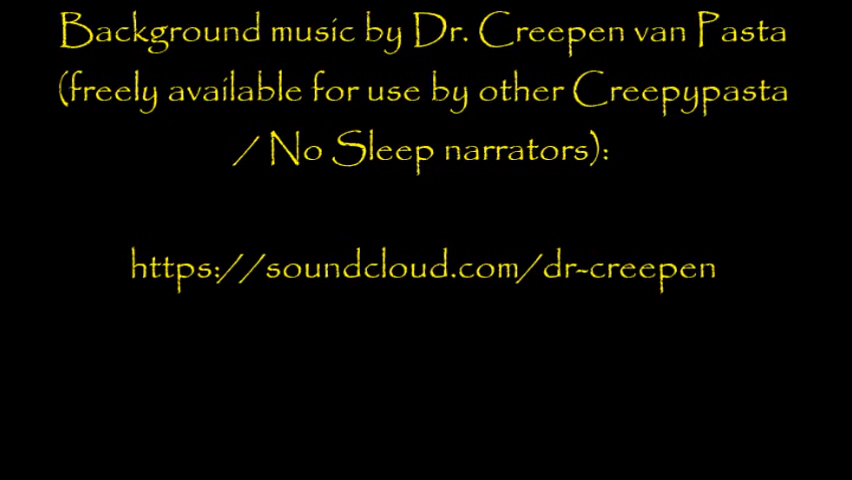 Background music by Dr. Creepen van Pasta
(freely available for use by other Creepypasta
/ No Sleep narrators):
https://soundcloud.com/dr-creepen